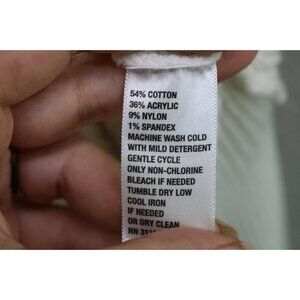 54% COTTON
36% ACRYLIC
9% NYLON
1% SPANDEX
MACHINE WASH COLD
WITH MILD DETERGENT
GENTLE CYCLE
ONLY NON-CHLORINE
BLEACH IF NEEDED
TUMBLE DRY LOW
COOL IRON
IF NEEDED
OR DRY CLEAN
RN